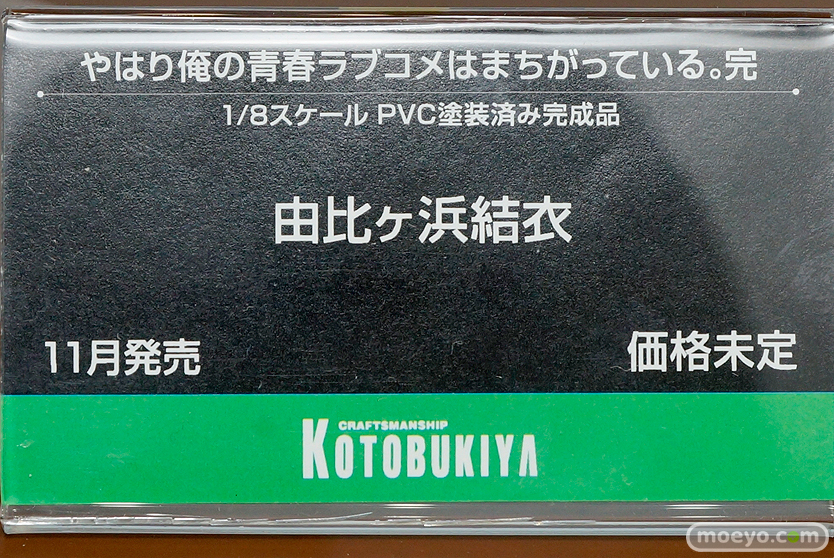 やはり俺の青春ラブコメはまちがっている。完
1/8スケール PVC塗装済み完成品
由比ヶ浜結衣
11月発売
価格未定
CRAFTSMANSHIP
KOTOBUKIYA
moeyo.com